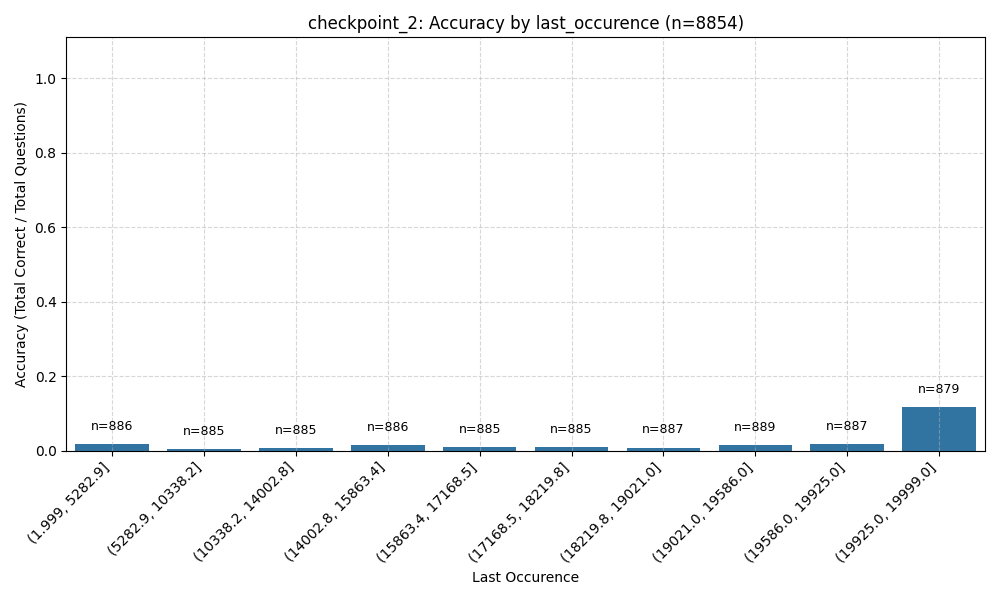 checkpoint_2: Accuracy by last_occurence (n=8854)
Accuracy (Total Correct / Total Questions)
1.0
0.8
0.6
0.4
0.2
0.0
n=886
n=885
n=885
n=886
n=885
n=885
n=887
n=889
n=887
n=879
(1.999, 5282.9]
(5282.9, 10338.2]
(10338.2, 14002.8]
(14002.8, 15863.4]
(15863.4, 17168.5]
(17168.5, 18219.8]
(18219.8, 19021.0]
(19021.0, 19586.0]
(19586.0, 19925.0]
(19925.0, 19999.0]
Last Occurence